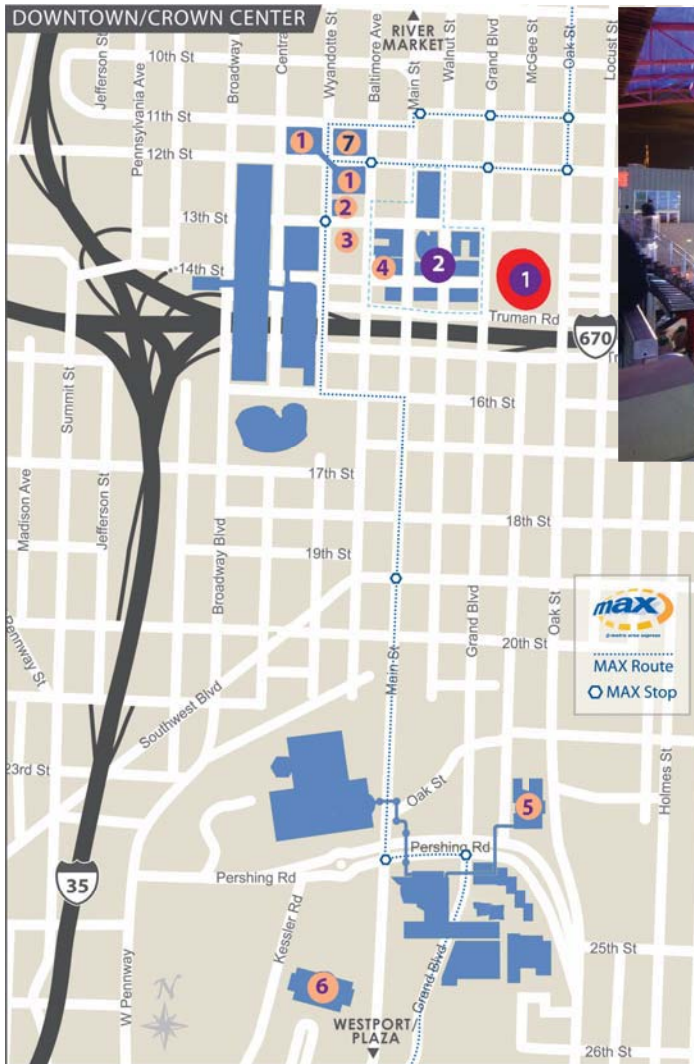 DOWNTOWN/CROWN CENTER
RIVER
MARKET
Jefferson St
Pennsylvania Ave
Broadway Blvd
Wyandotte St
Baltimore Ave
Main St
Walnut St
Grand Blvd
McGee St
Oak St
Locust St
10th St
11th St
12th St
1
7
1
2
3
13th St
14th St
4
2
1
Truman Rd
670
16th St
Summit St
Madison Ave
Jefferson St
Broadway Blvd
17th St
18th St
19th St
Grand Blvd
Oak St
20th St
max
MAX Route
MAX Stop
Pennway St
Southwest Blvd
Main St
23rd St
Oak St
5
Holmes St
Pershing Rd
Pershing Rd
35
Kessler Rd
W Pennway
N
6
Grand Blvd
25th St
WESTPORT
PLAZA
26th St